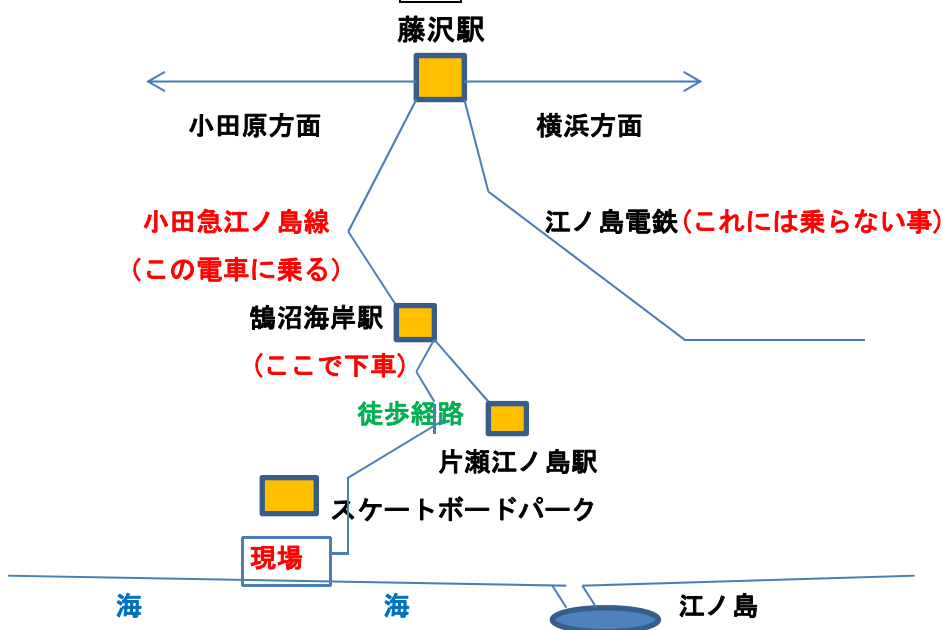 藤沢駅
小田原方面
横浜方面
小田急江ノ島線
江ノ島電鉄(これには乗らない事)
(この電車に乗る)
鵠沼海岸駅
(ここで下車)
徒歩経路
片瀬江ノ島駅
スケートボードパーク
現場
海
海
江ノ島